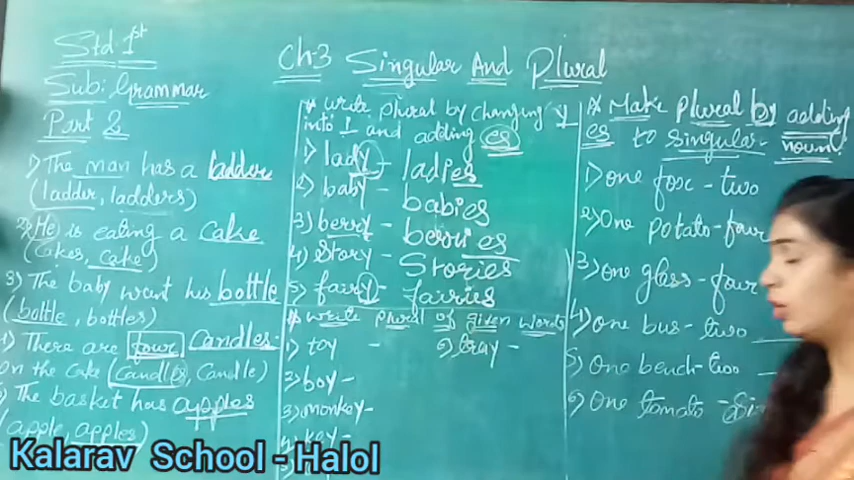 Std. 1st
Sub: Grammar
Part 2
Ch-3 Singular And Plural
1) The man has a ladder
(ladder, ladders)
2) He is eating a cake
(cakes, cake)
3) The baby want his bottle
(bottle, bottles)
4) There are four candles.
on the cake (candles, candle)
The basket has apples
(apple, apples)
* write plural by changing y
into I and adding es
1) lady - ladies
2) baby - babies
3) berry - berries
4) story - stories
5) fairy - fairies
* write plural of given words
1) toy -
2) boy -
3) monkey -
4) key -
6) tray -
* Make plural by adding
es to singular noun.
1) one fox - two
2) One potato - four
3) one glass - four
4) one bus - two
5) One bench - two
6) One tomato -
Kalarav School - Halol